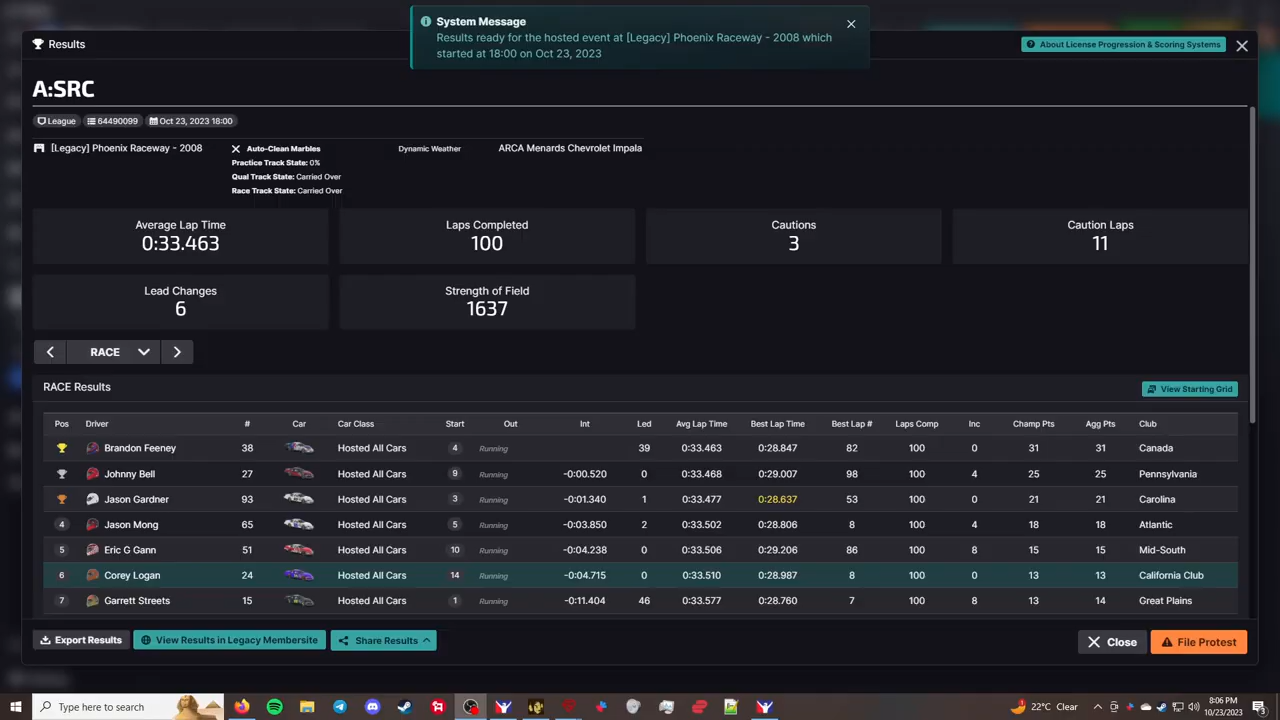 System Message
Results ready for the hosted event at [Legacy] Phoenix Raceway - 2008 which
started at 18:00 on Oct 23, 2023
Results
About License Progression & Scoring Systems
A:SRC
League 64490099 Oct 23, 2023 18:00
[Legacy] Phoenix Raceway - 2008 Auto-Clean Marbles Dynamic Weather ARCA Menards Chevrolet Impala
Practice Track State: 0%
Qual Track State: Carried Over
Race Track State: Carried Over
Average Lap Time Laps Completed Cautions Caution Laps
0:33.463 100 3 11
Lead Changes Strength of Field
6 1637
RACE
RACE Results View Starting Grid
Pos Driver # Car Car Class Start Out Int Led Avg Lap Time Best Lap Time Best Lap # Laps Comp Inc Champ Pts Agg Pts Club
Brandon Feeney 38 Hosted All Cars 4 Running 39 0:33.463 0:28.847 82 100 0 31 31 Canada
Johnny Bell 27 Hosted All Cars 9 Running -0:00.520 0 0:33.468 0:29.007 98 100 4 25 25 Pennsylvania
Jason Gardner 93 Hosted All Cars 3 Running -0:01.340 1 0:33.477 0:28.637 53 100 0 21 21 Carolina
4 Jason Mong 65 Hosted All Cars 5 Running -0:03.850 2 0:33.502 0:28.806 8 100 4 18 18 Atlantic
5 Eric G Gann 51 Hosted All Cars 10 Running -0:04.238 0 0:33.506 0:29.206 86 100 8 15 15 Mid-South
6 Corey Logan 24 Hosted All Cars 14 Running -0:04.715 0 0:33.510 0:28.987 8 100 0 13 13 California Club
7 Garrett Streets 15 Hosted All Cars 1 Running -0:11.404 46 0:33.577 0:28.760 7 100 8 13 14 Great Plains
Export Results View Results in Legacy Membersite Share Results Close File Protest
Type here to search 22°C Clear 8:06 PM
10/23/2023